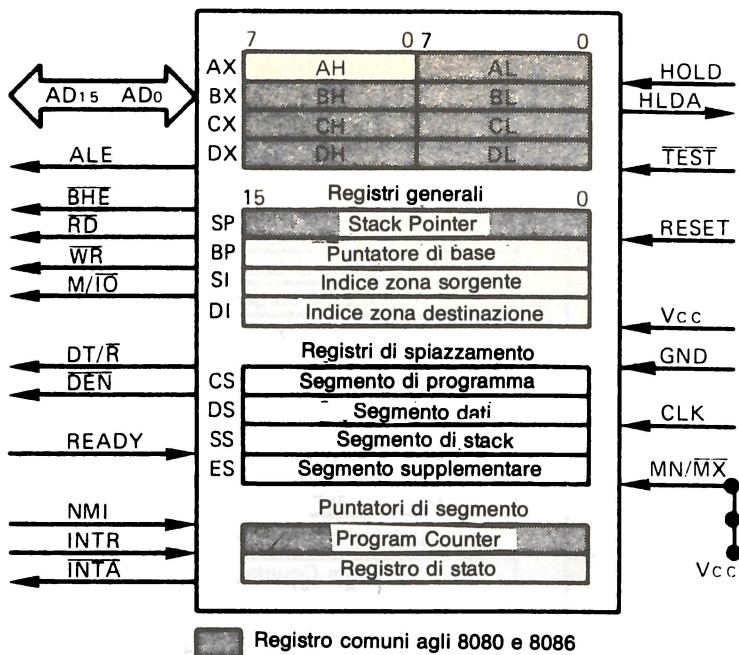 7 0 7 0
AX AH AL
BX BH BL
CX CH CL
DX DH DL
Registri generali
15 0
SP Stack Pointer
BP Puntatore di base
SI Indice zona sorgente
DI Indice zona destinazione
Registri di spiazzamento
CS Segmento di programma
DS Segmento dati
SS Segmento di stack
ES Segmento supplementare
Puntatori di segmento
Program Counter
Registro di stato
AD15 AD0
ALE
BHE
RD
WR
M/IO
DT/R
DEN
READY
NMI
INTR
INTA
HOLD
HLDA
TEST
RESET
Vcc
GND
CLK
MN/MX
Vcc
Registro comuni agli 8080 e 8086